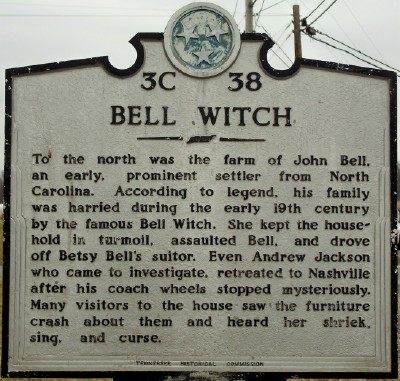 3C 38
BELL WITCH
To the north was the farm of John Bell,
an early, prominent settler from North
Carolina. According to legend, his family
was harried during the early 19th century
by the famous Bell Witch. She kept the house-
hold in turmoil, assaulted Bell, and drove
off Betsy Bell's suitor. Even Andrew Jackson
who came to investigate, retreated to Nashville
after his coach wheels stopped mysteriously.
Many visitors to the house saw the furniture
crash about them and heard her shriek,
sing, and curse.
TENNESSEE HISTORICAL COMMISSION